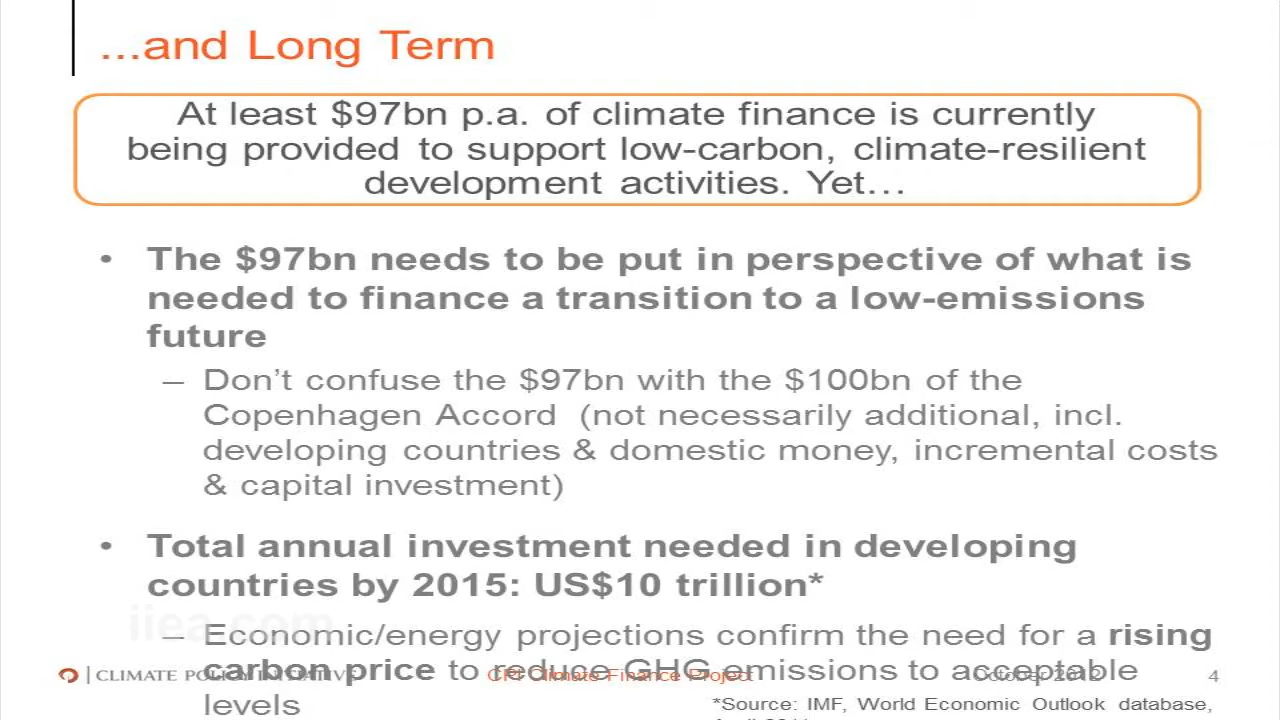 ...and Long Term
At least $97bn p.a. of climate finance is currently
being provided to support low-carbon, climate-resilient
development activities. Yet…
• The $97bn needs to be put in perspective of what is
needed to finance a transition to a low-emissions
future
– Don't confuse the $97bn with the $100bn of the
Copenhagen Accord (not necessarily additional, incl.
developing countries & domestic money, incremental costs
& capital investment)
• Total annual investment needed in developing
countries by 2015: US$10 trillion*
iiea.com
– Economic/energy projections confirm the need for a rising
carbon price to reduce GHG emissions to acceptable
levels
CLIMATE POLICY INITIATIVE
CPI Climate Finance Project
October 2012
4
*Source: IMF, World Economic Outlook database,